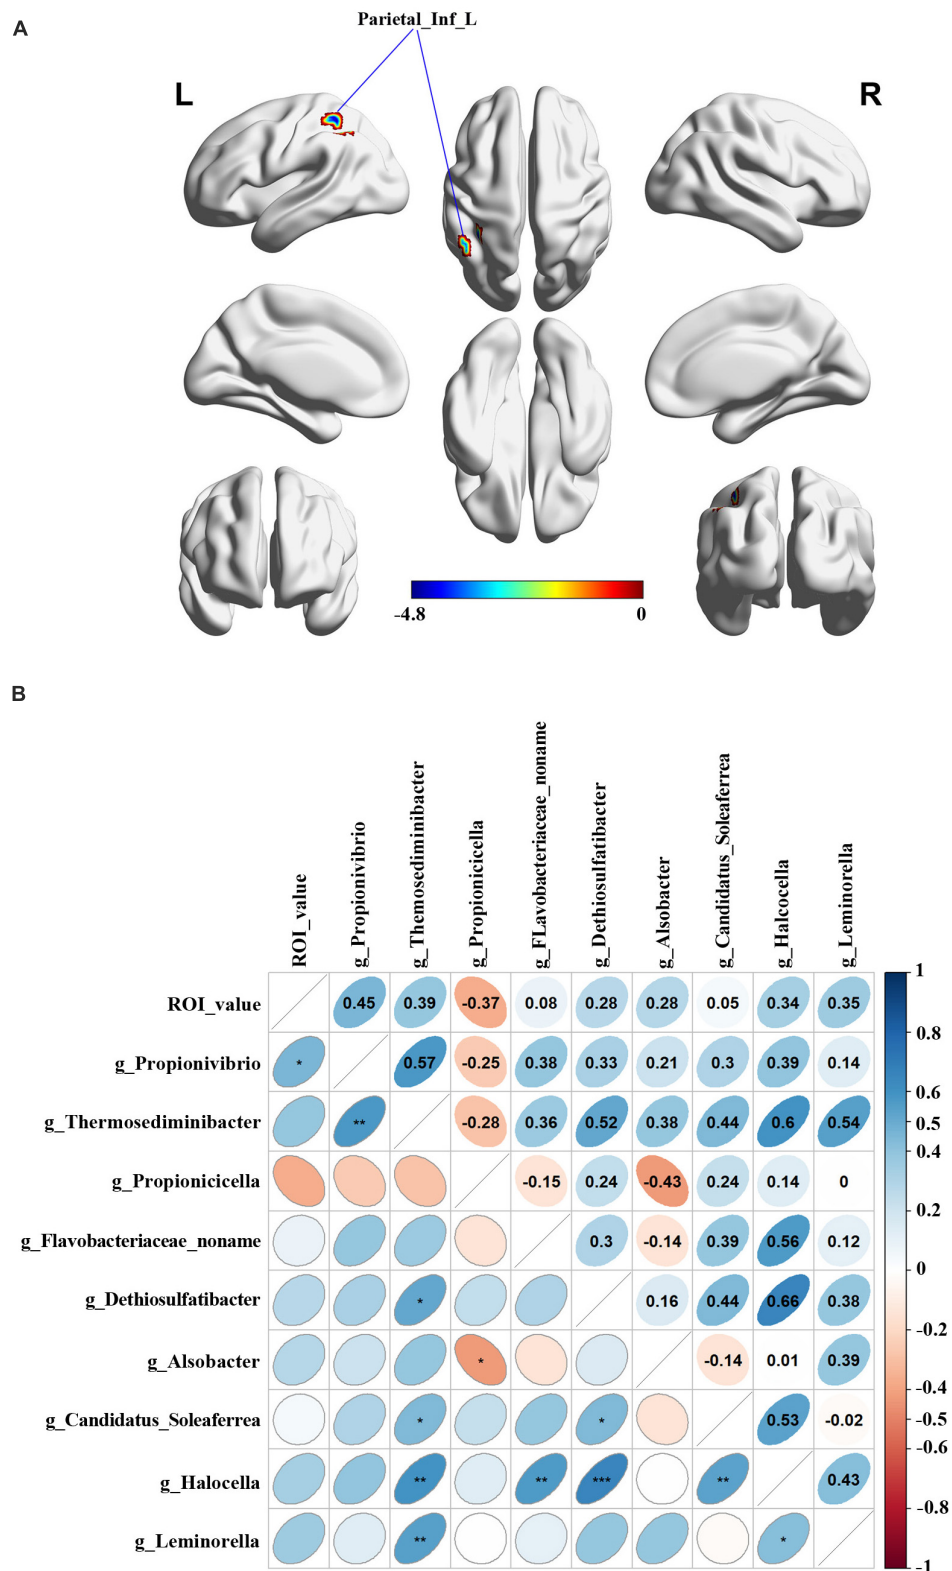 A
Parietal_Inf_L
L
R
-4.8
0
B
ROI_value
g_Propionivibrio
g_Themosediminibacter
g_Propionicicella
g_FLavobacteriaceae_noname
g_Dethiosulfatibacter
g_Alsobacter
g_Candidatus_Soleaferrea
g_Halcocella
g_Leminorella
ROI_value 0.45 0.39 -0.37 0.08 0.28 0.28 0.05 0.34 0.35
g_Propionivibrio * 0.57 -0.25 0.38 0.33 0.21 0.3 0.39 0.14
g_Thermosediminibacter ** -0.28 0.36 0.52 0.38 0.44 0.6 0.54
g_Propionicicella -0.15 0.24 -0.43 0.24 0.14 0
g_Flavobacteriaceae_noname 0.3 -0.14 0.39 0.56 0.12
g_Dethiosulfatibacter * 0.16 0.44 0.66 0.38
g_Alsobacter * -0.14 0.01 0.39
g_Candidatus_Soleaferrea * * 0.53 -0.02
g_Halocella ** ** *** ** 0.43
g_Leminorella ** *
1
0.8
0.6
0.5
0.4
0.2
0
-0.2
-0.4
-0.5
-0.6
-0.8
-1